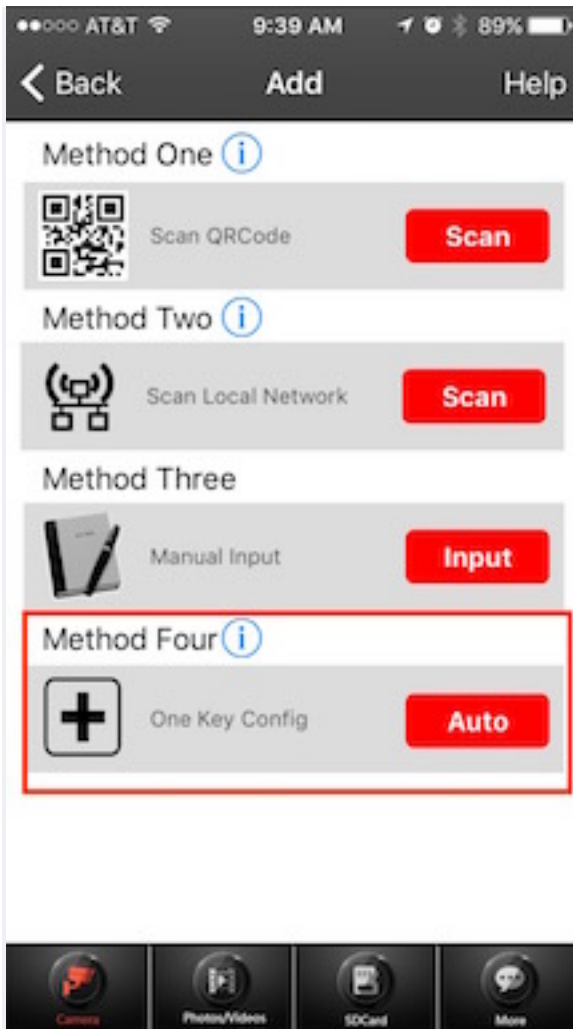 AT&T 9:39 AM 89%
Back Add Help
Method One i
Scan QRCode Scan
Method Two i
Scan Local Network Scan
Method Three
Manual Input Input
Method Four i
One Key Config Auto
Camera Photos/Videos SDCard More